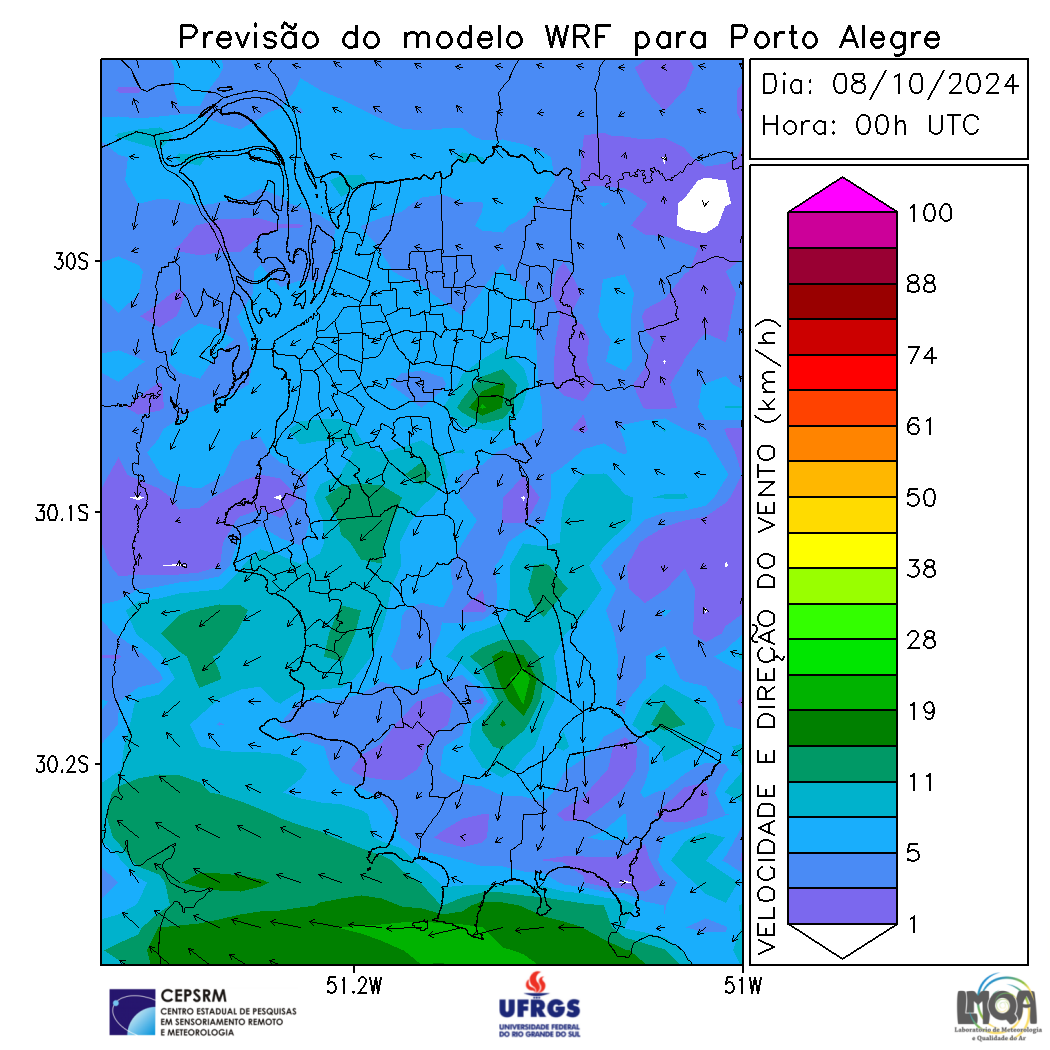 Previsão do modelo WRF para Porto Alegre
Dia: 08/10/2024
Hora: 00h UTC
30S
30.1S
30.2S
51.2W
51W
VELOCIDADE E DIREÇÃO DO VENTO (km/h)
100
88
74
61
50
38
28
19
11
5
1
CEPSRM
CENTRO ESTADUAL DE PESQUISAS
EM SENSORIAMENTO REMOTO
E METEOROLOGIA
UFRGS
UNIVERSIDADE FEDERAL
DO RIO GRANDE DO SUL
LMQA
Laboratório de Meteorologia
e Qualidade do Ar